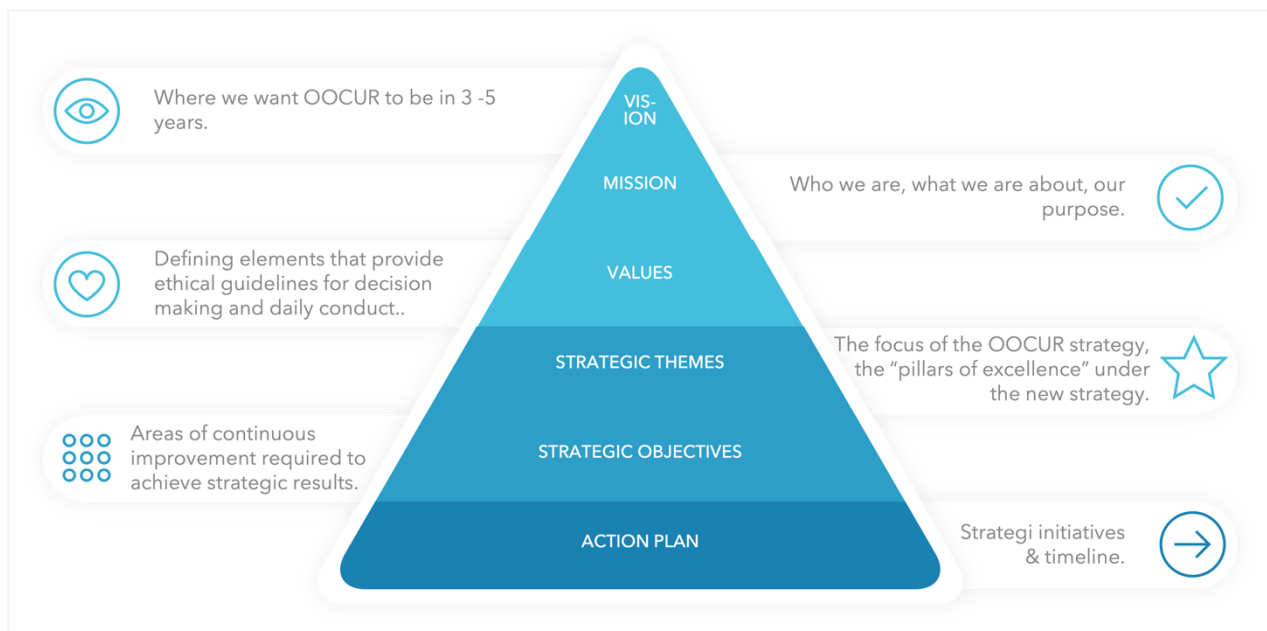 Where we want OOCUR to be in 3 -5
years.
VIS-
ION
MISSION
Who we are, what we are about, our
purpose.
Defining elements that provide
ethical guidelines for decision
making and daily conduct..
VALUES
STRATEGIC THEMES
The focus of the OOCUR strategy,
the “pillars of excellence” under
the new strategy.
Areas of continuous
improvement required to
achieve strategic results.
STRATEGIC OBJECTIVES
ACTION PLAN
Strategi initiatives
& timeline.